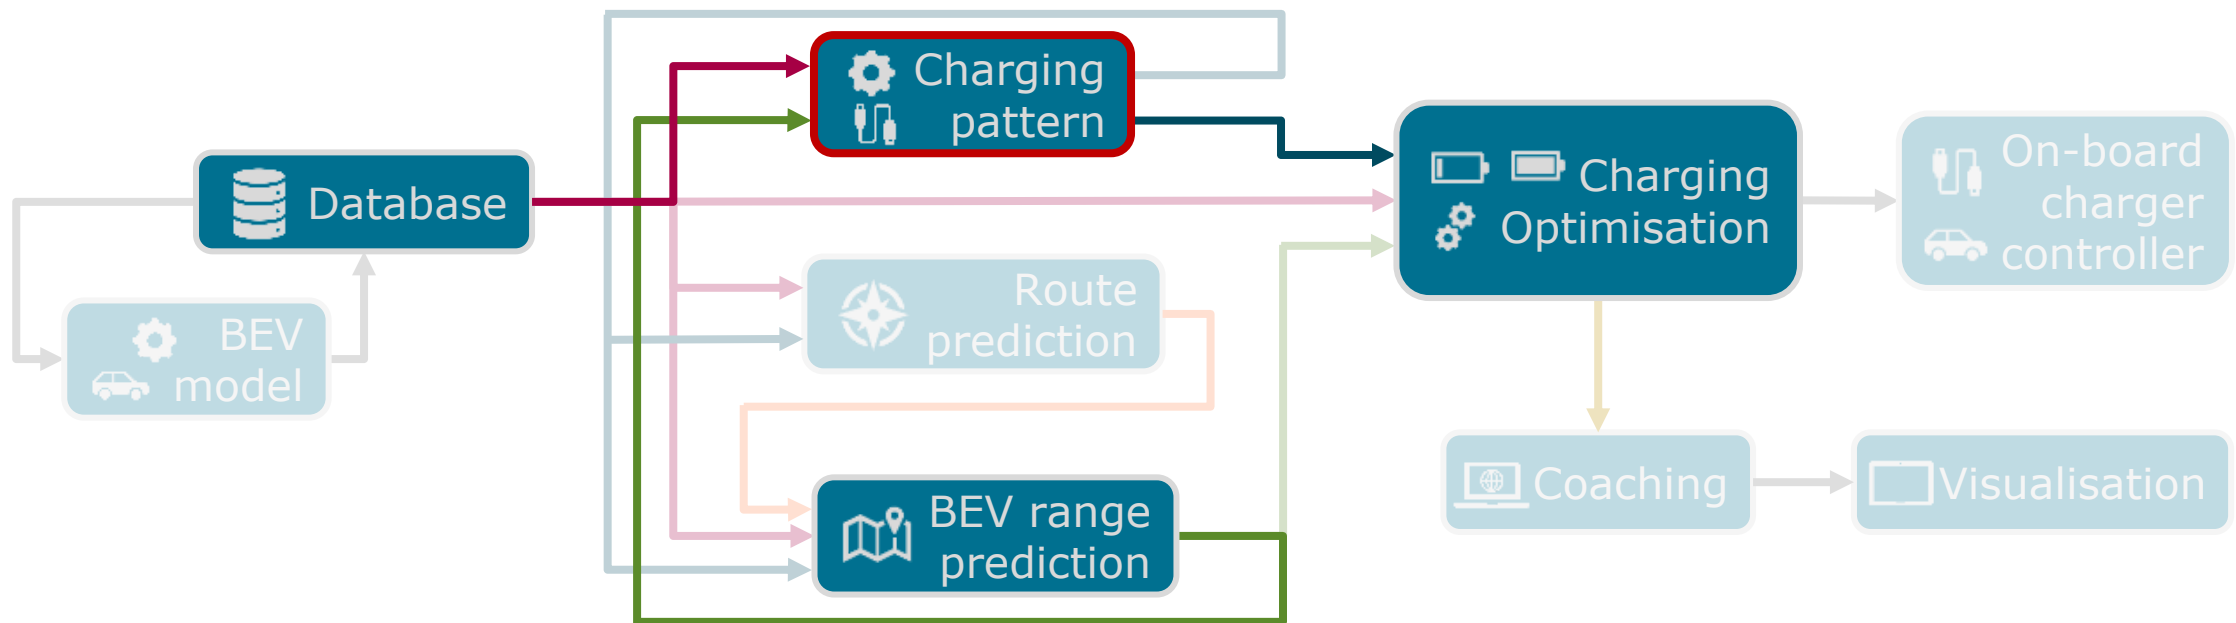 Charging
pattern
Database
BEV
model
Route
prediction
BEV range
prediction
Charging
Optimisation
On-board
charger
controller
Coaching
Visualisation